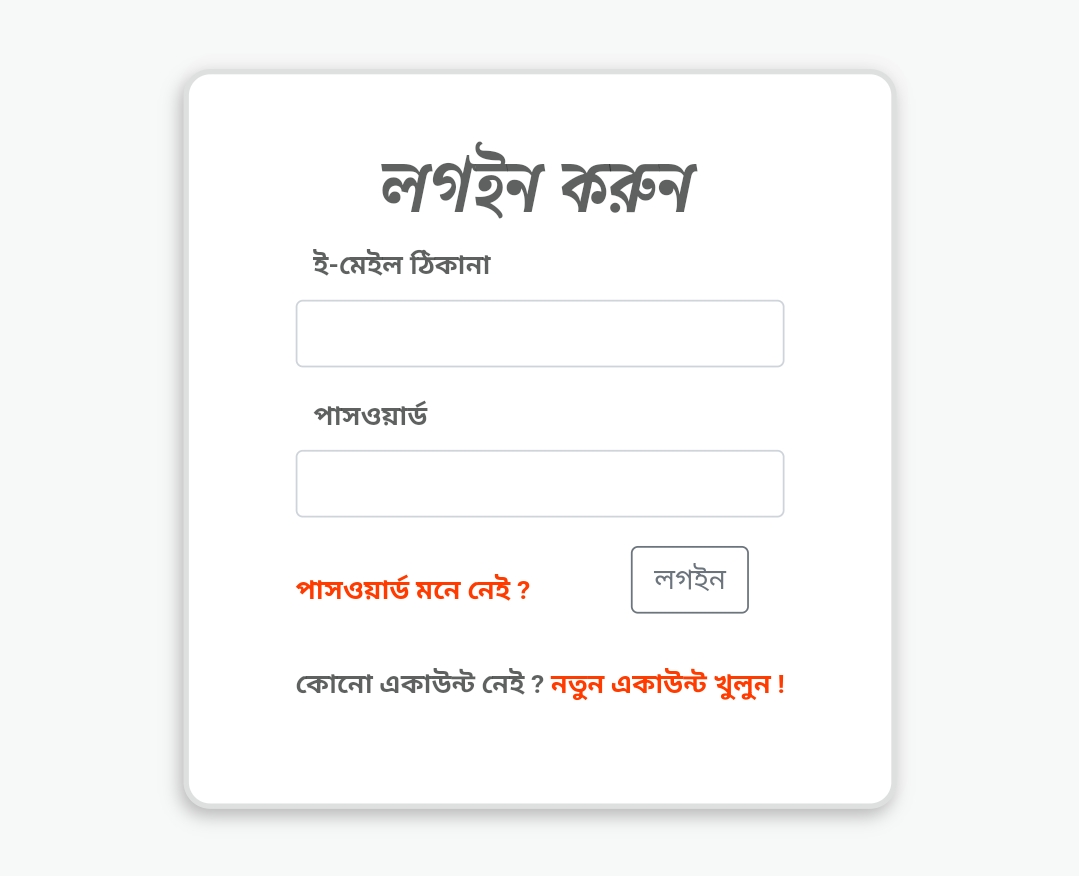 লগইন করুন
ই-মেইল ঠিকানা
পাসওয়ার্ড
পাসওয়ার্ড মনে নেই ?
লগইন
কোনো একাউন্ট নেই ? নতুন একাউন্ট খুলুন !